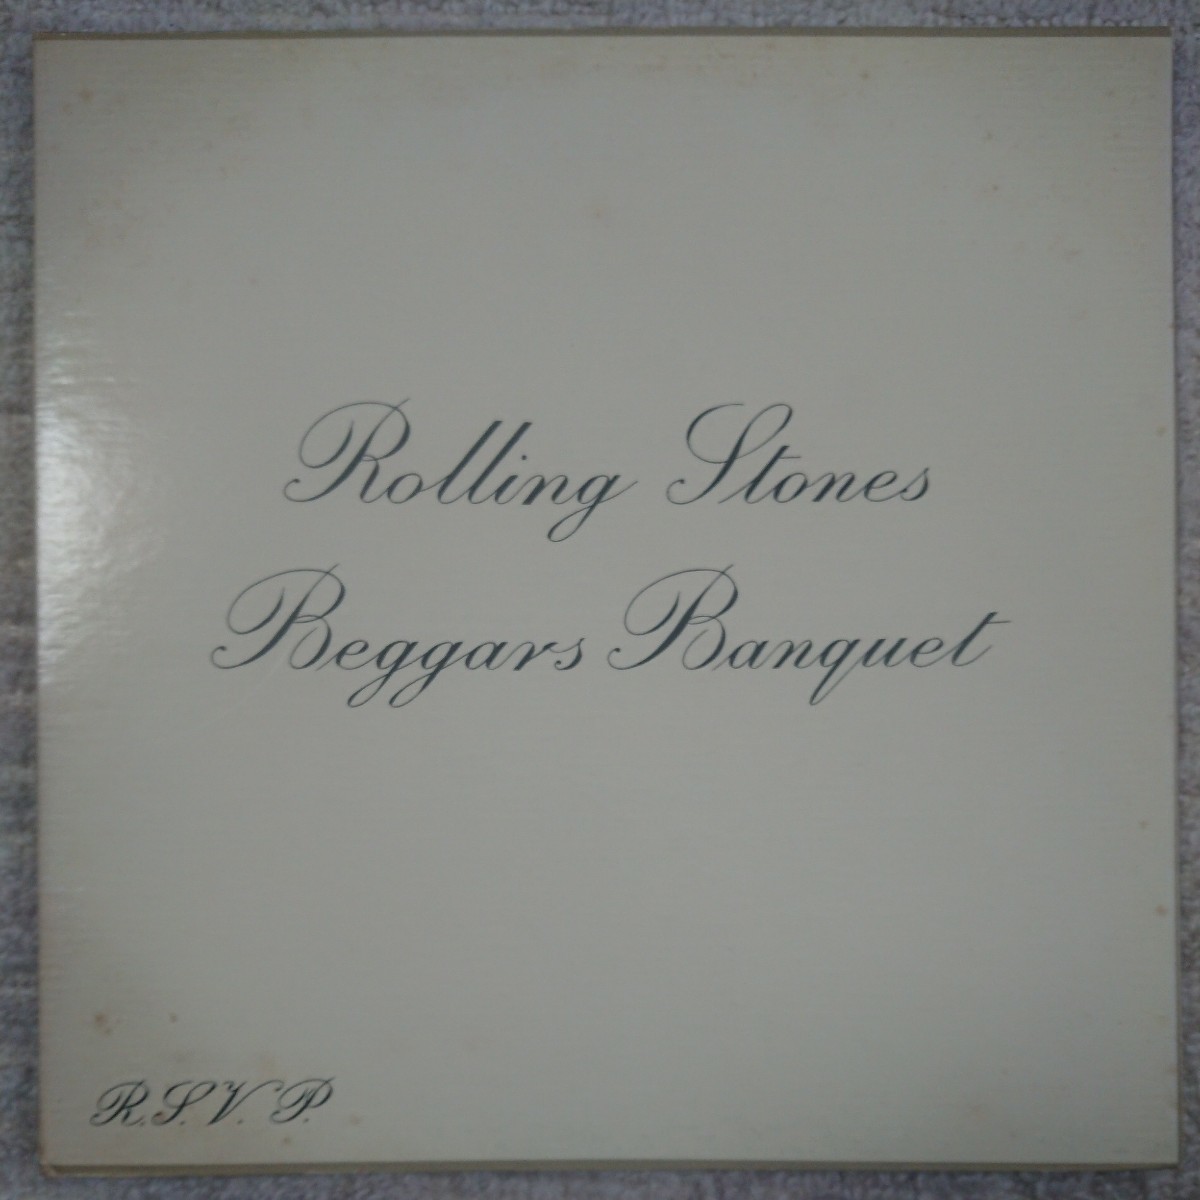 Rolling Stones
Beggars Banquet
R.S.V.P.